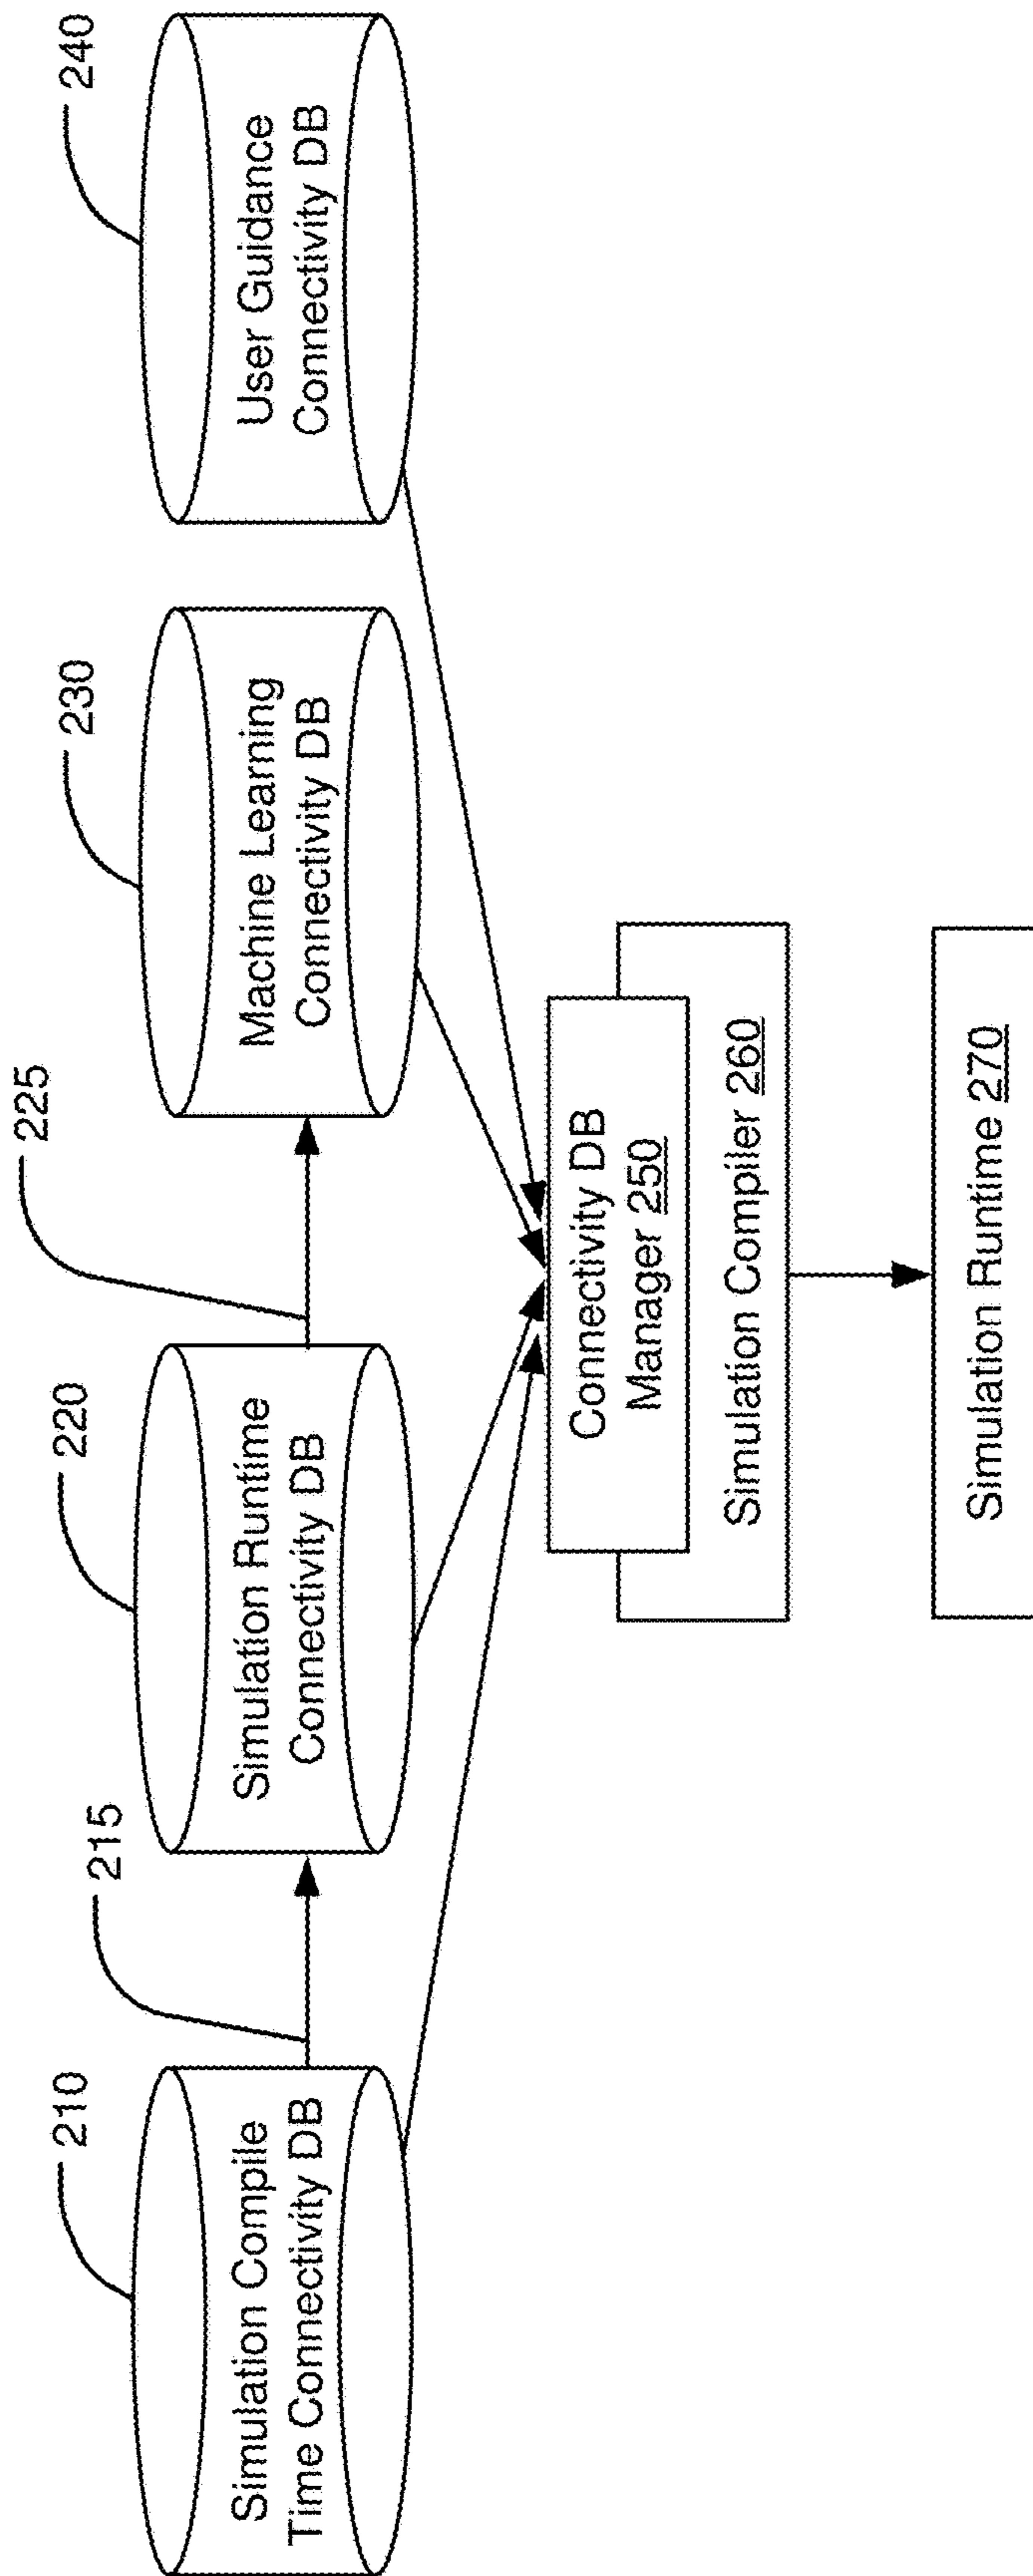 210
215
220
225
230
240
Simulation Compile
Time Connectivity DB
Simulation Runtime
Connectivity DB
Machine Learning
Connectivity DB
User Guidance
Connectivity DB
Connectivity DB
Manager 250
Simulation Compiler 260
Simulation Runtime 270